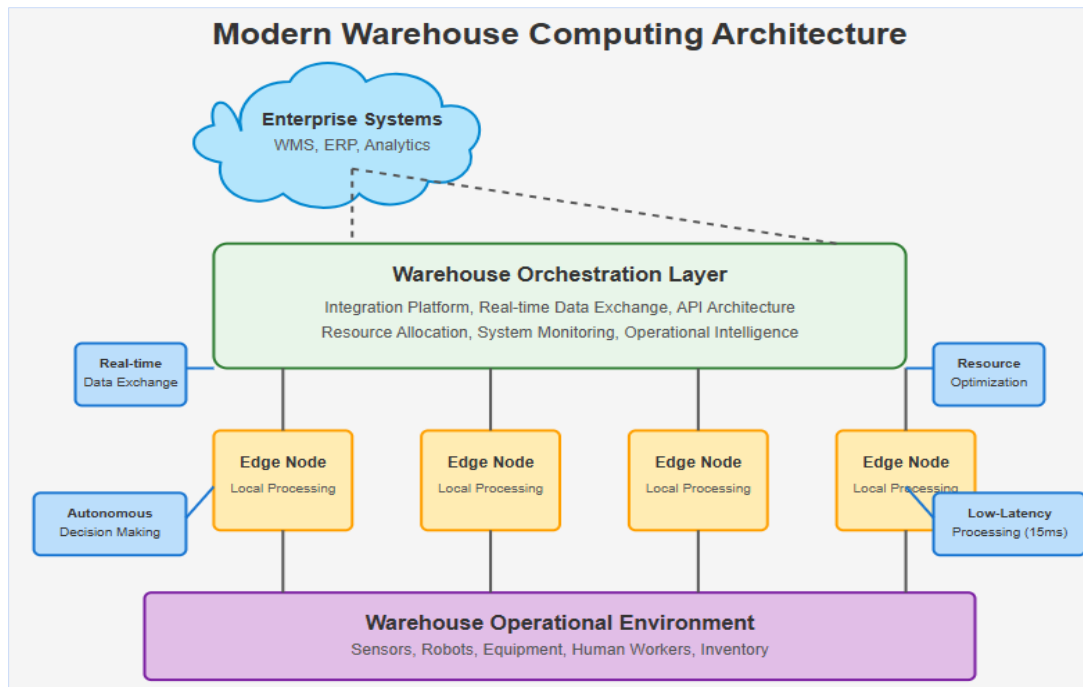 Modern Warehouse Computing Architecture
Enterprise Systems
WMS, ERP, Analytics
Warehouse Orchestration Layer
Integration Platform, Real-time Data Exchange, API Architecture
Resource Allocation, System Monitoring, Operational Intelligence
Real-time
Data Exchange
Resource
Optimization
Edge Node
Local Processing
Edge Node
Local Processing
Edge Node
Local Processing
Edge Node
Local Processing
Autonomous
Decision Making
Low-Latency
Processing (15ms)
Warehouse Operational Environment
Sensors, Robots, Equipment, Human Workers, Inventory